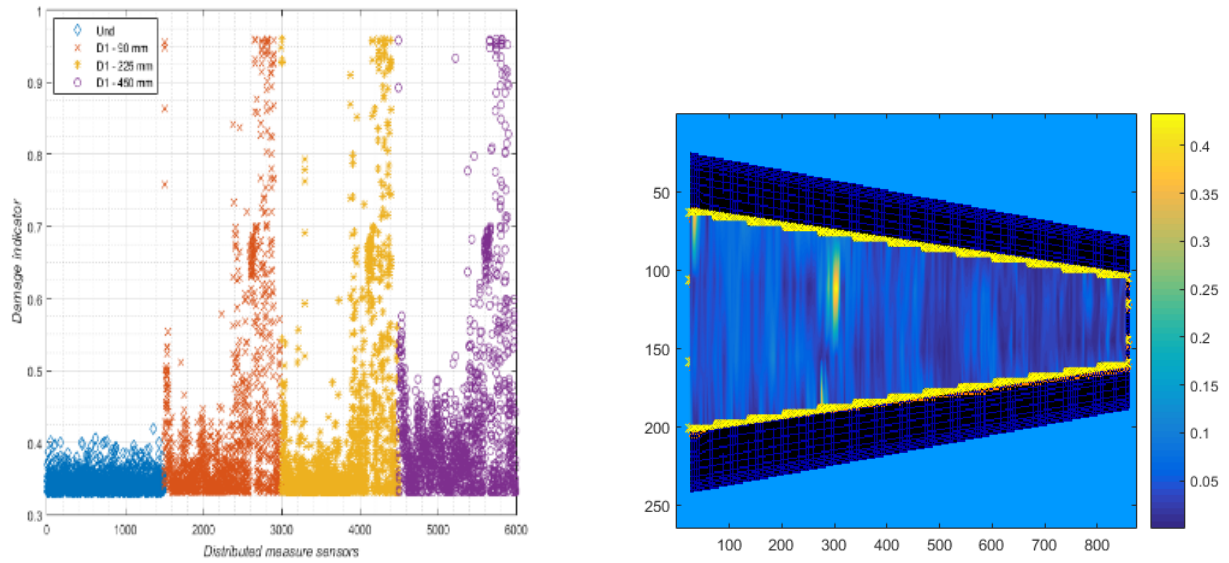 1
0.9
0.8
0.7
0.6
0.5
0.4
0.3
Damage indicator
Und
D1 - 90 mm
D1 - 225 mm
D1 - 450 mm
0 1000 2000 3000 4000 5000 6000
Distributed measure sensors
50
100
150
200
250
100 200 300 400 500 600 700 800
0.4
0.35
0.3
0.25
0.2
0.15
0.1
0.05